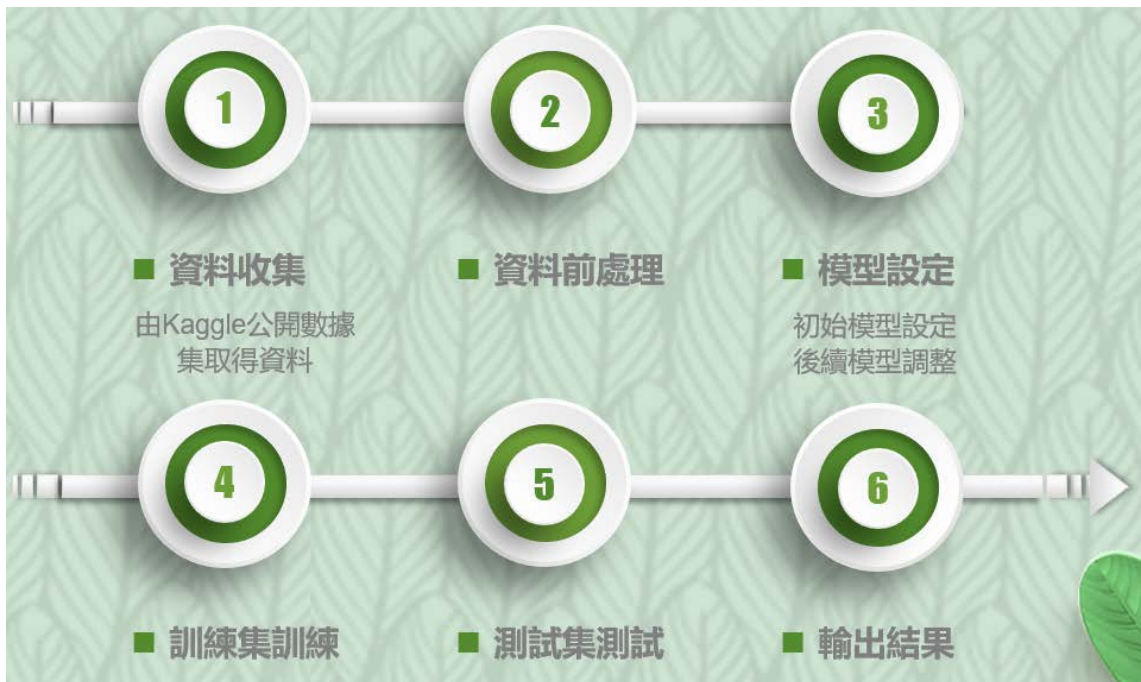 1
2
3
■ 資料收集
■ 資料前處理
■ 模型設定
由Kaggle公開數據
集取得資料
初始模型設定
後續模型調整
4
5
6
■ 訓練集訓練
■ 測試集測試
■ 輸出結果